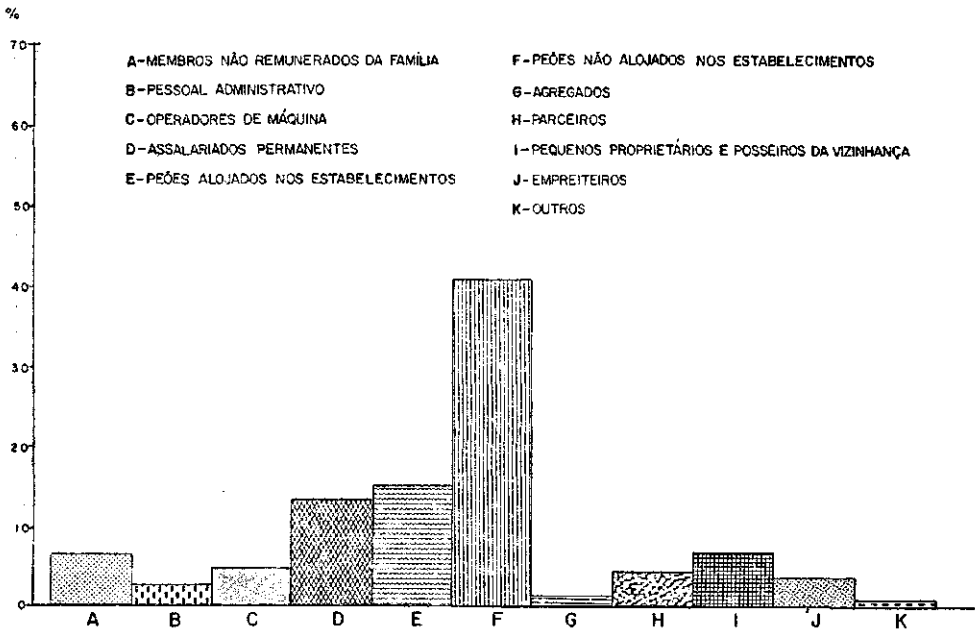 %
70
60
50
40
30
20
10
0
A-MEMBROS NÃO REMUNERADOS DA FAMÍLIA
B-PESSOAL ADMINISTRATIVO
C-OPERADORES DE MÁQUINA
D-ASSALARIADOS PERMANENTES
E-PEÕES ALOJADOS NOS ESTABELECIMENTOS
F-PEÕES NÃO ALOJADOS NOS ESTABELECIMENTOS
G-AGREGADOS
H-PARCEIROS
I-PEQUENOS PROPRIETÁRIOS E POSSEIROS DA VIZINHANÇA
J-EMPREITEIROS
K-OUTROS
A B C D E F G H I J K